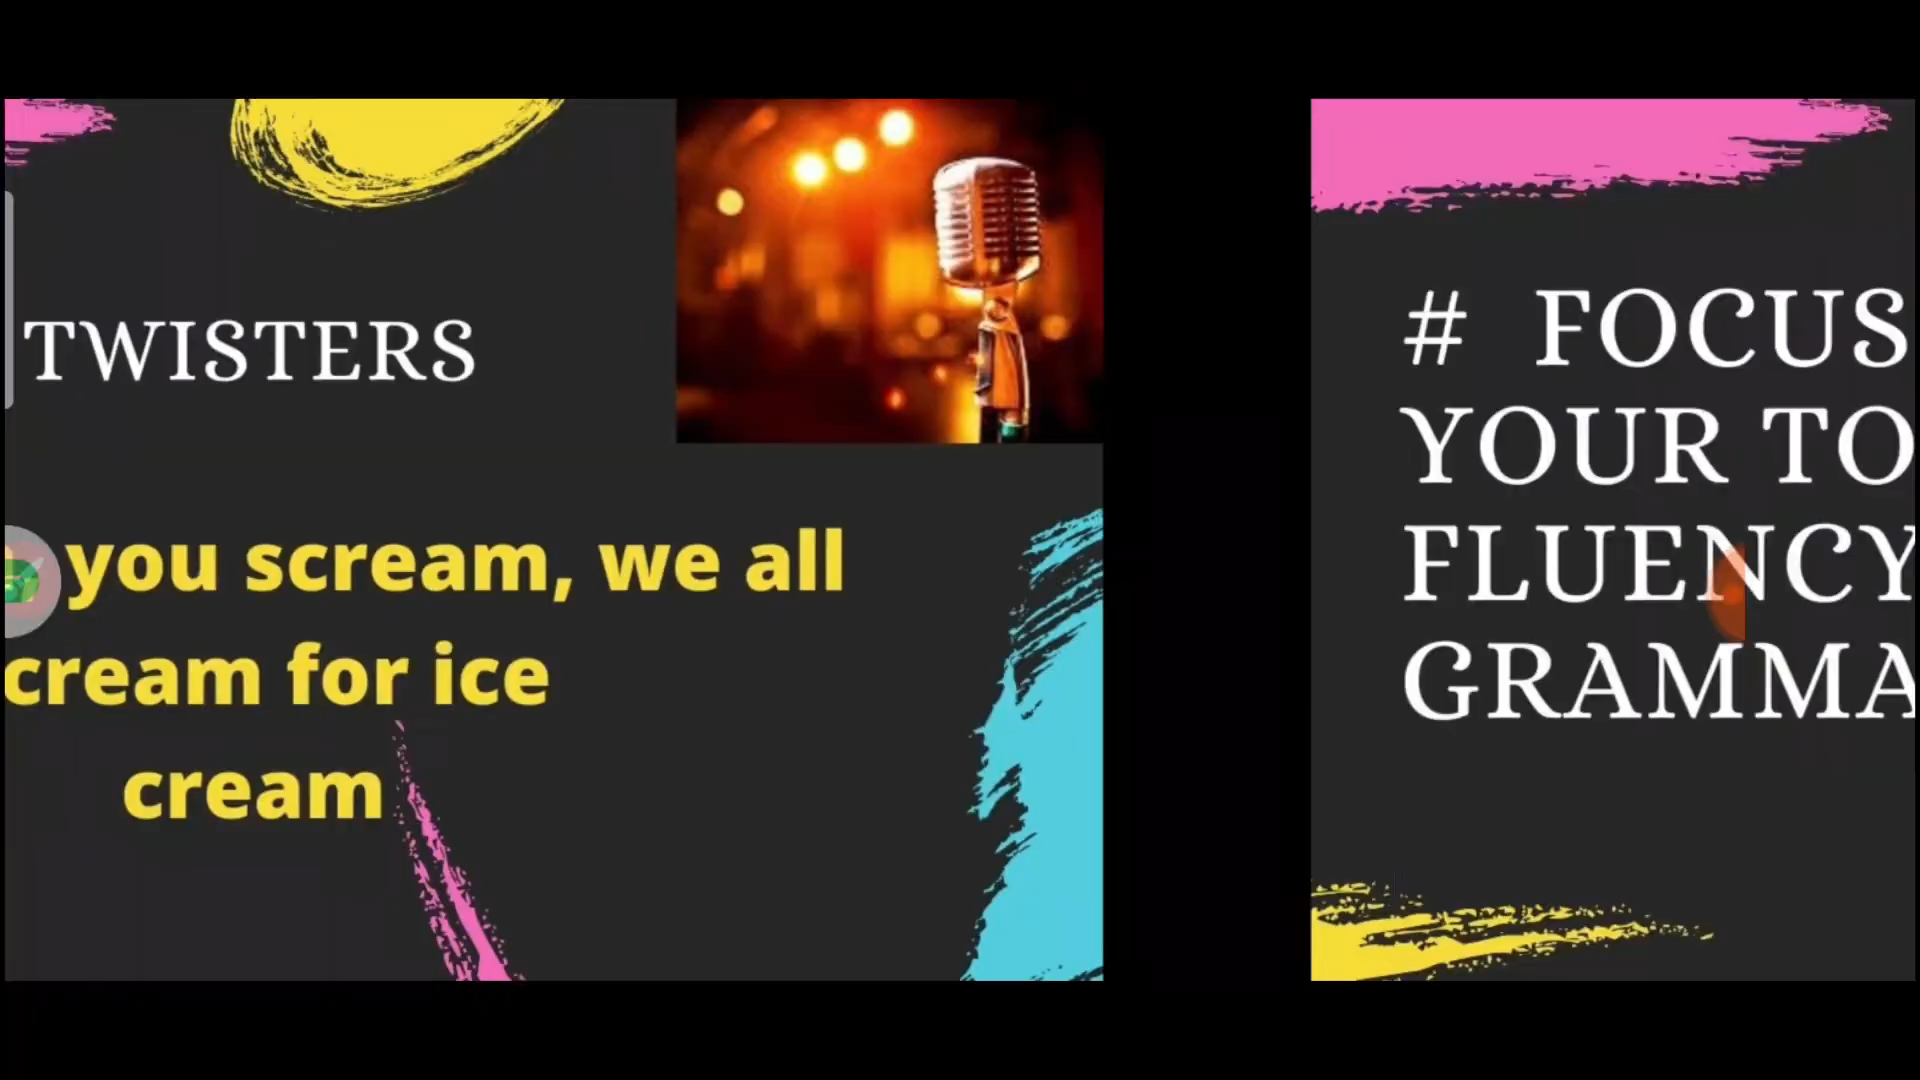 TWISTERS
you scream, we all
cream for ice
cream
# FOCUS
YOUR TO
FLUENCY
GRAMMA